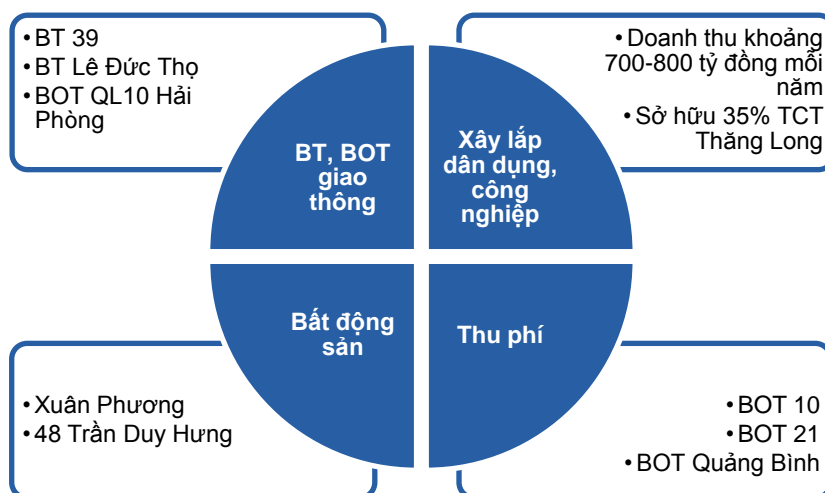 •BT 39
•BT Lê Đức Thọ
•BOT QL10 Hải
Phòng
•Doanh thu khoảng
700-800 tỷ đồng mỗi
năm
•Sở hữu 35% TCT
Thăng Long
BT, BOT
giao
thông
Xây lắp
dân dụng,
công
nghiệp
Bất động
sản
Thu phí
•Xuân Phương
•48 Trần Duy Hưng
•BOT 10
•BOT 21
•BOT Quảng Bình